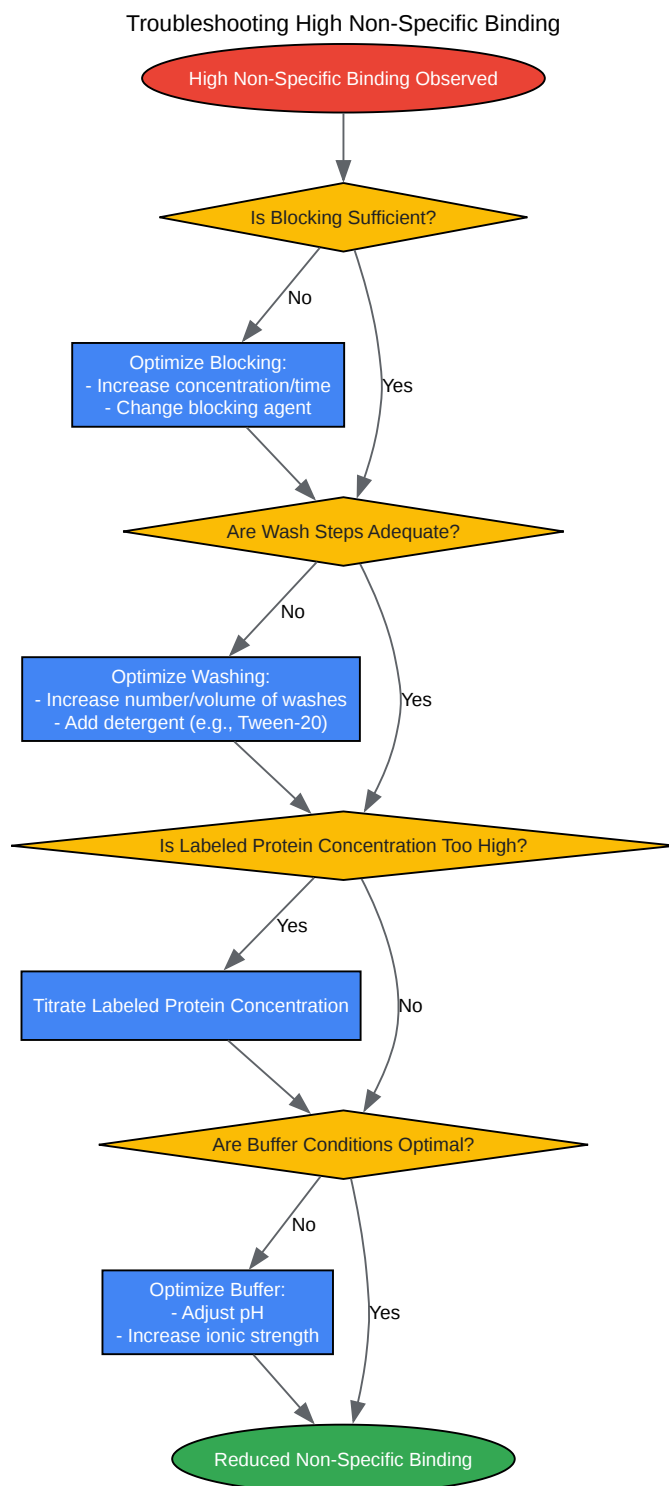 Troubleshooting High Non-Specific Binding
High Non-Specific Binding Observed
Is Blocking Sufficient?
No
Optimize Blocking:
- Increase concentration/time
- Change blocking agent
Yes
Are Wash Steps Adequate?
No
Optimize Washing:
- Increase number/volume of washes
- Add detergent (e.g., Tween-20)
Yes
Is Labeled Protein Concentration Too High?
Yes
Titrate Labeled Protein Concentration
No
Are Buffer Conditions Optimal?
No
Optimize Buffer:
- Adjust pH
- Increase ionic strength
Yes
Reduced Non-Specific Binding